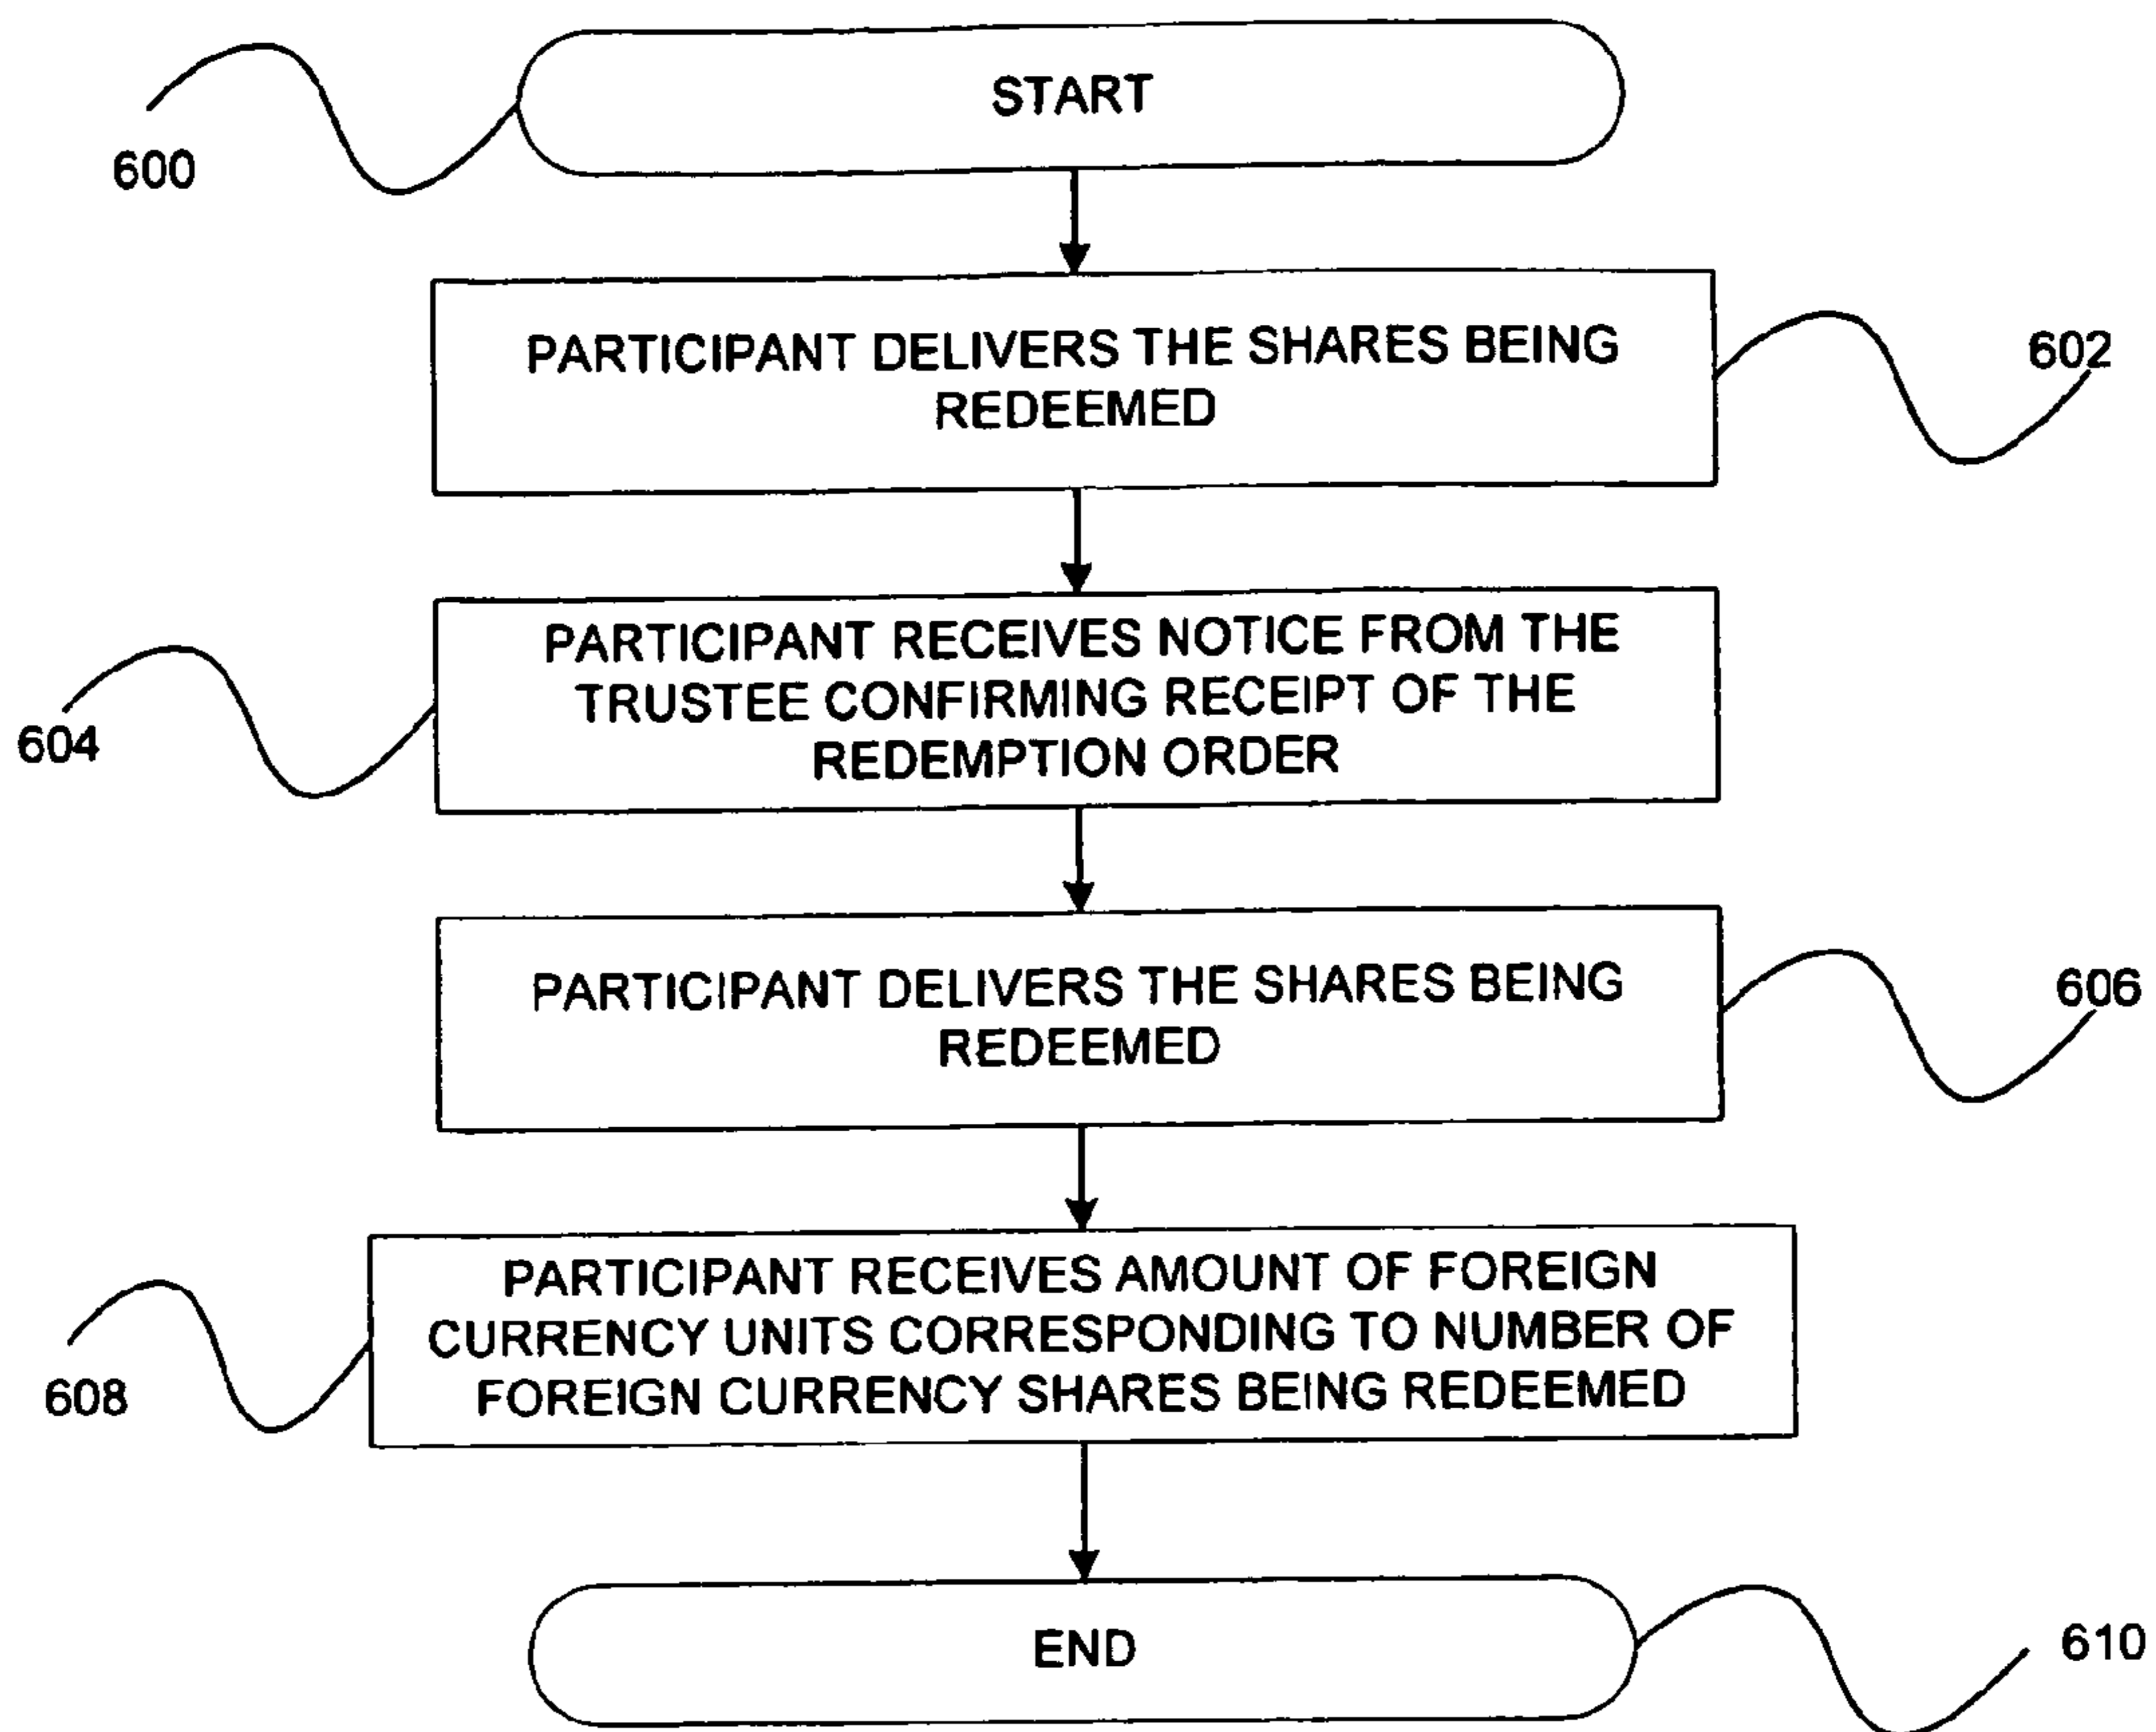 START
600
PARTICIPANT DELIVERS THE SHARES BEING
REDEEMED
602
PARTICIPANT RECEIVES NOTICE FROM THE
TRUSTEE CONFIRMING RECEIPT OF THE
REDEMPTION ORDER
604
PARTICIPANT DELIVERS THE SHARES BEING
REDEEMED
606
PARTICIPANT RECEIVES AMOUNT OF FOREIGN
CURRENCY UNITS CORRESPONDING TO NUMBER OF
FOREIGN CURRENCY SHARES BEING REDEEMED
608
END
610